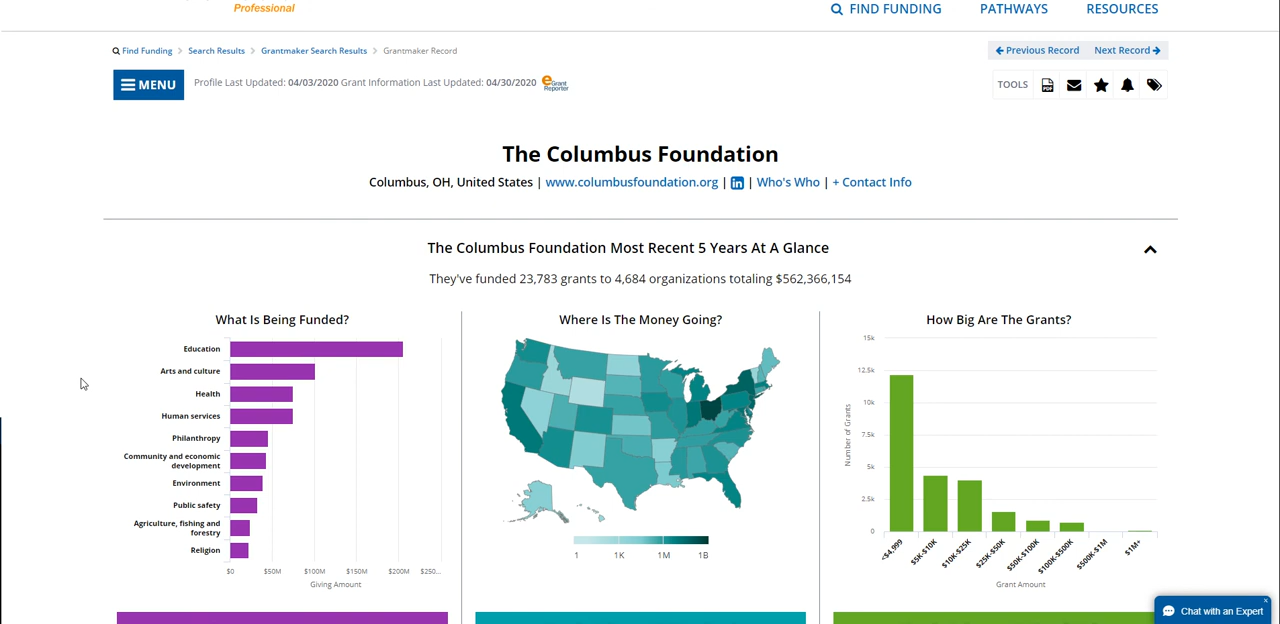 Professional
FIND FUNDING PATHWAYS RESOURCES
Find Funding > Search Results > Grantmaker Search Results > Grantmaker Record
Previous Record Next Record
MENU
Profile Last Updated: 04/03/2020 Grant Information Last Updated: 04/30/2020
eGrant Reporter
TOOLS
PDF
The Columbus Foundation
Columbus, OH, United States | www.columbusfoundation.org | in | Who's Who | + Contact Info
The Columbus Foundation Most Recent 5 Years At A Glance
They've funded 23,783 grants to 4,684 organizations totaling $562,366,154
What Is Being Funded?
Education
Arts and culture
Health
Human services
Philanthropy
Community and economic
development
Environment
Public safety
Agriculture, fishing and
forestry
Religion
$0 $50M $100M $150M $200M $250...
Giving Amount
Where Is The Money Going?
1 1K 1M 1B
How Big Are The Grants?
15k
12.5k
10k
7.5k
5k
2.5k
0
Number of Grants
<$4,999 $5K-$10K $10K-$25K $25K-$50K $50K-$100K $100K-$500K $500K-$1M $1M+
Grant Amount
Chat with an Expert
x